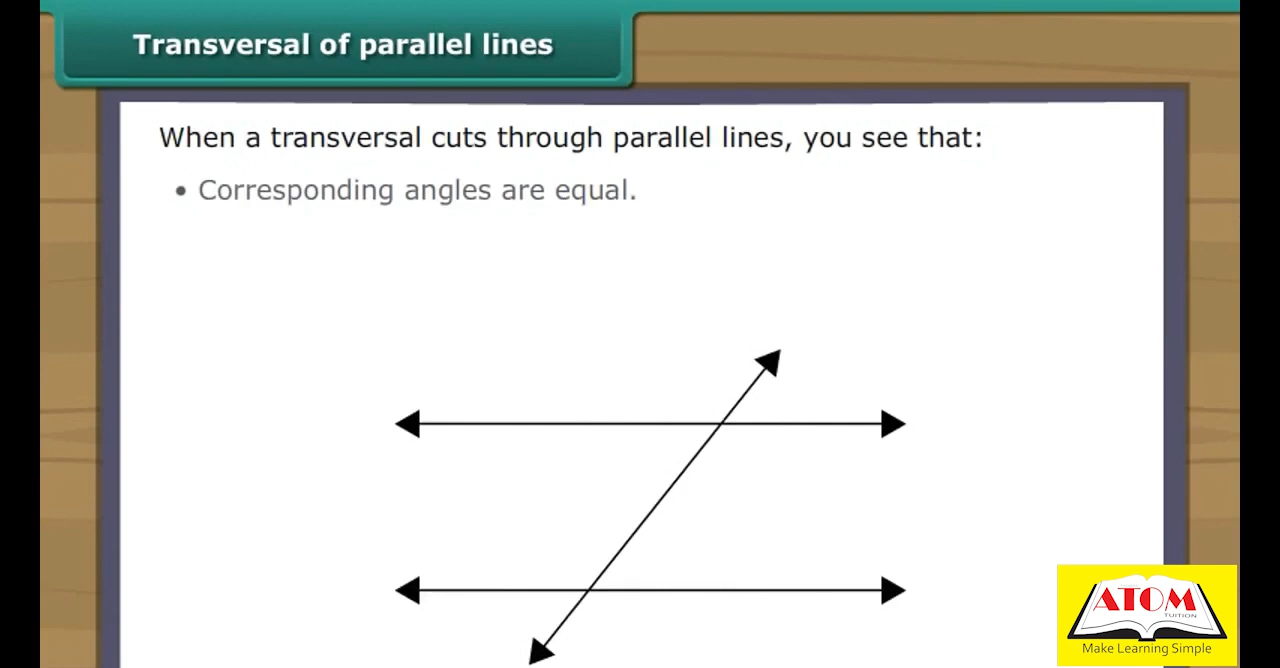 Transversal of parallel lines
When a transversal cuts through parallel lines, you see that:
• Corresponding angles are equal.
ATOM
TUITION
Make Learning Simple